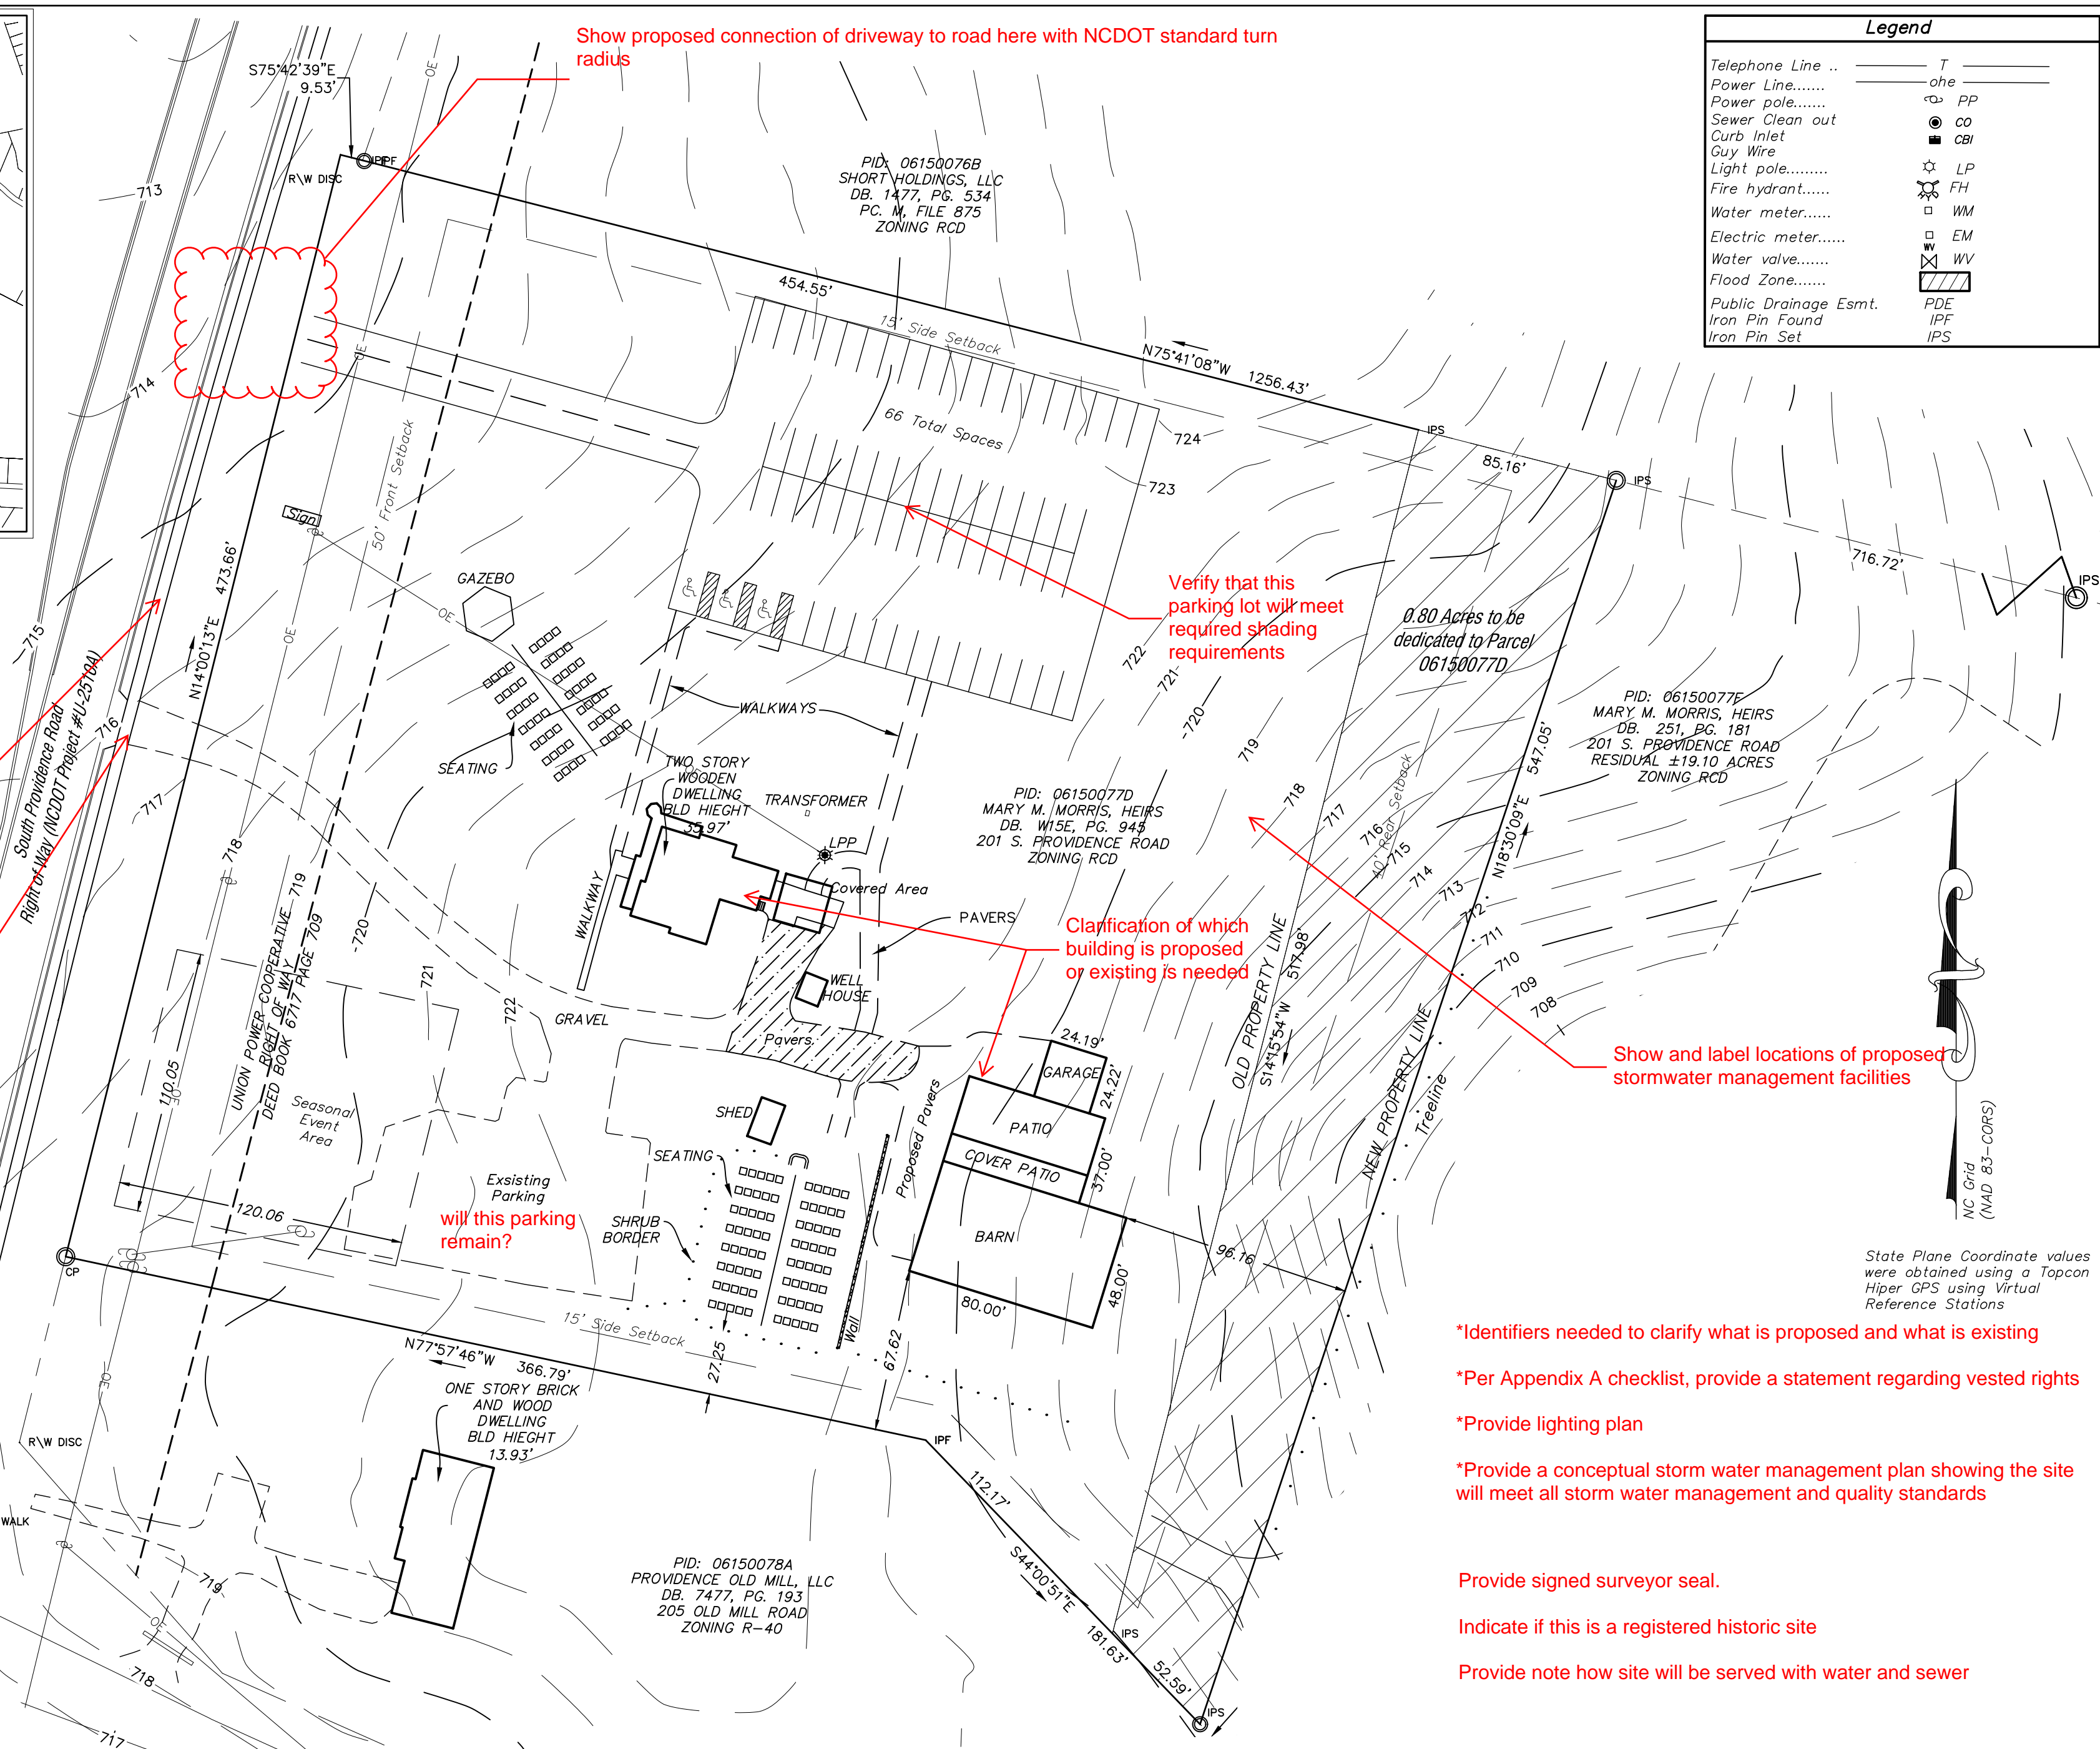 Show proposed connection of driveway to road here with NCDOT standard turn
radius
Legend
Telephone Line .. T
Power Line....... ohe
Power pole....... PP
Sewer Clean out CO
Curb Inlet CBI
Guy Wire
Light pole......... LP
Fire hydrant...... FH
Water meter...... WM
Electric meter...... EM
Water valve....... WV WV
Flood Zone.......
Public Drainage Esmt. PDE
Iron Pin Found IPF
Iron Pin Set IPS
S75°42'39"E
9.53'
OE
IPF
IPF
R\W DISC
713
PID: 06150076B
SHORT HOLDINGS, LLC
DB. 1477, PG. 534
PC. M, FILE 875
ZONING RCD
454.55'
15' Side Setback
N75°41'08"W 1256.43'
714
OE
66 Total Spaces
724
723
IPS
85.16'
IPS
716.72'
IPS
50' Front Setback
Sign
473.66'
N14°00'13"E
GAZEBO
OE
OE
Verify that this
parking lot will meet
required shading
requirements
0.80 Acres to be
dedicated to Parcel
06150077D
722
721
720
719
718
717
716
715
714
713
712
711
710
709
708
715
716
717
South Providence Road
Right of Way (NCDOT Project #U-2510A)
WALKWAYS
SEATING
TWO STORY
WOODEN
DWELLING
BLD HIEGHT
35.97'
TRANSFORMER
LPP
PID: 06150077D
MARY M. MORRIS, HEIRS
DB. W15E, PG. 945
201 S. PROVIDENCE ROAD
ZONING RCD
PID: 06150077F
MARY M. MORRIS, HEIRS
DB. 251, PG. 181
201 S. PROVIDENCE ROAD
RESIDUAL ±19.10 ACRES
ZONING RCD
40' Rear Setback
547.05'
N18°30'09"E
WALKWAY
Covered Area
PAVERS
Clarification of which
building is proposed
or existing is needed
718
719
720
721
722
UNION POWER COOPERATIVE
RIGHT OF WAY
DEED BOOK 6717 PAGE 709
WELL
HOUSE
GRAVEL
Pavers
OLD PROPERTY LINE
S14°15'54"W 517.98'
NEW PROPERTY LINE
Treeline
Show and label locations of proposed
stormwater management facilities
24.19'
GARAGE
24.22'
PATIO
COVER PATIO
37.00'
BARN
80.00'
48.00'
96.16
110.05
OE
Seasonal
Event
Area
120.06
Exsisting
Parking
will this parking
remain?
SHED
SEATING
SHRUB
BORDER
Wall
Proposed Pavers
67.62
27.25
NC Grid
(NAD 83-CORS)
State Plane Coordinate values
were obtained using a Topcon
Hiper GPS using Virtual
Reference Stations
CP
15' Side Setback
N77°57'46"W 366.79'
OE
ONE STORY BRICK
AND WOOD
DWELLING
BLD HIEGHT
13.93'
R\W DISC
WALK
IPF
112.17'
S44°00'51"E
181.63'
IPS
52.59'
IPS
PID: 06150078A
PROVIDENCE OLD MILL, LLC
DB. 7477, PG. 193
205 OLD MILL ROAD
ZONING R-40
719
OE
718
717
*Identifiers needed to clarify what is proposed and what is existing
*Per Appendix A checklist, provide a statement regarding vested rights
*Provide lighting plan
*Provide a conceptual storm water management plan showing the site
will meet all storm water management and quality standards
Provide signed surveyor seal.
Indicate if this is a registered historic site
Provide note how site will be served with water and sewer